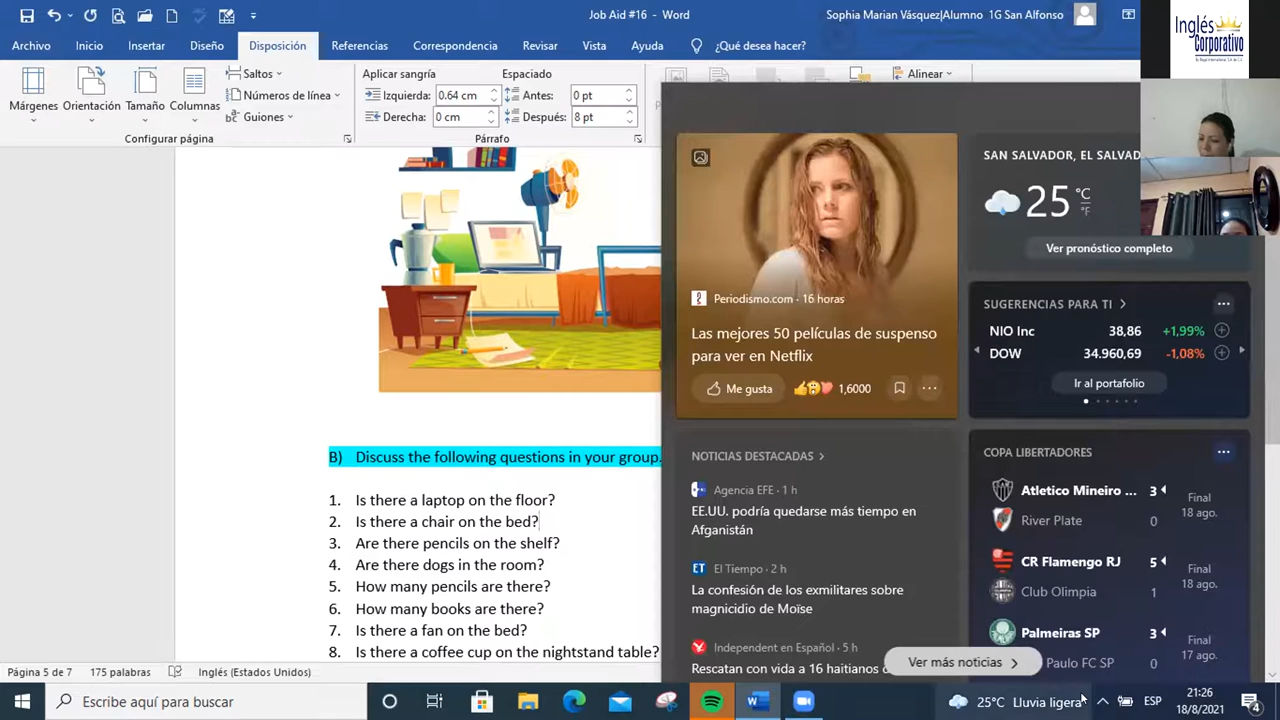 Job Aid #16 - Word
Sophia Marian Vásquez|Alumno 1G San Alfonso
Inglés
Corporativo
Archivo
Inicio
Insertar
Diseño
Disposición
Referencias
Correspondencia
Revisar
Vista
Ayuda
¿Qué desea hacer?
Márgenes
Orientación
Tamaño
Columnas
Saltos
Números de línea
Guiones
Configurar página
Aplicar sangría
Izquierda: 0.64 cm
Derecha: 0 cm
Espaciado
Antes: 0 pt
Después: 8 pt
Párrafo
Alinear
B) Discuss the following questions in your group.
1. Is there a laptop on the floor?
2. Is there a chair on the bed?
3. Are there pencils on the shelf?
4. Are there dogs in the room?
5. How many pencils are there?
6. How many books are there?
7. Is there a fan on the bed?
8. Is there a coffee cup on the nightstand table?
Periodismo.com · 16 horas
Las mejores 50 películas de suspenso
para ver en Netflix
Me gusta
1,6000
NOTICIAS DESTACADAS
Agencia EFE · 1 h
EE.UU. podría quedarse más tiempo en
Afganistán
El Tiempo · 2 h
La confesión de los exmilitares sobre
magnicidio de Moïse
Independent en Español · 5 h
Rescatan con vida a 16 haitianos
Ver más noticias
SAN SALVADOR, EL SALVAD
25 °C
°F
Ver pronóstico completo
SUGERENCIAS PARA TI
NIO Inc 38,86 +1,99%
DOW 34.960,69 -1,08%
Ir al portafolio
COPA LIBERTADORES
Atletico Mineiro ... 3
River Plate 0
Final
18 ago.
CR Flamengo RJ 5
Club Olimpia 1
Final
18 ago.
Palmeiras SP 3
Paulo FC SP 0
Final
17 ago.
Página 5 de 7
175 palabras
Inglés (Estados Unidos)
Escribe aquí para buscar
25°C Lluvia ligera
ESP
21:26
18/8/2021
4